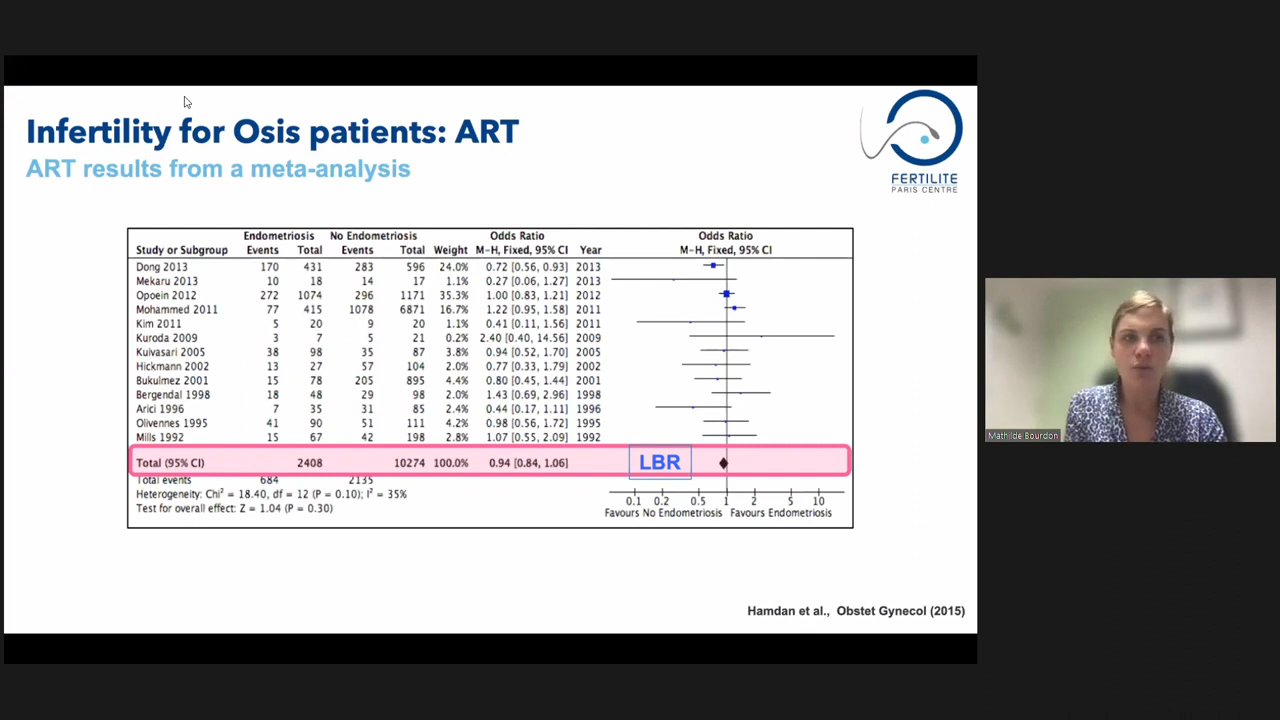 Infertility for Osis patients: ART
ART results from a meta-analysis
FERTILITE
PARIS CENTRE
Endometriosis No Endometriosis Odds Ratio Odds Ratio
Study or Subgroup Events Total Events Total Weight M-H, Fixed, 95% CI Year M-H, Fixed, 95% CI
Dong 2013 170 431 283 596 24.0% 0.72 [0.56, 0.93] 2013
Mekaru 2013 10 18 14 17 1.1% 0.27 [0.06, 1.27] 2013
Opoein 2012 272 1074 296 1171 35.3% 1.00 [0.83, 1.21] 2012
Mohammed 2011 77 415 1078 6871 16.7% 1.22 [0.95, 1.58] 2011
Kim 2011 5 20 9 20 1.1% 0.41 [0.11, 1.56] 2011
Kuroda 2009 3 7 5 21 0.2% 2.40 [0.40, 14.56] 2009
Kuivasari 2005 38 98 35 87 3.8% 0.94 [0.52, 1.70] 2005
Hickmann 2002 13 27 57 104 2.0% 0.77 [0.33, 1.79] 2002
Bukulmez 2001 15 78 205 895 4.4% 0.80 [0.45, 1.44] 2001
Bergendal 1998 18 48 29 98 2.0% 1.43 [0.69, 2.96] 1998
Arici 1996 7 35 31 85 2.4% 0.44 [0.17, 1.11] 1996
Olivennes 1995 41 90 51 111 4.2% 0.98 [0.56, 1.72] 1995
Mills 1992 15 67 42 198 2.8% 1.07 [0.55, 2.09] 1992
Total (95% CI) 2408 10274 100.0% 0.94 [0.84, 1.06] LBR
Total events 684 2135
Heterogeneity: Chi² = 18.40, df = 12 (P = 0.10); I² = 35%
Test for overall effect: Z = 1.04 (P = 0.30)
0.1 0.2 0.5 1 2 5 10
Favours No Endometriosis Favours Endometriosis
Hamdan et al., Obstet Gynecol (2015)
Mathilde Bourdon